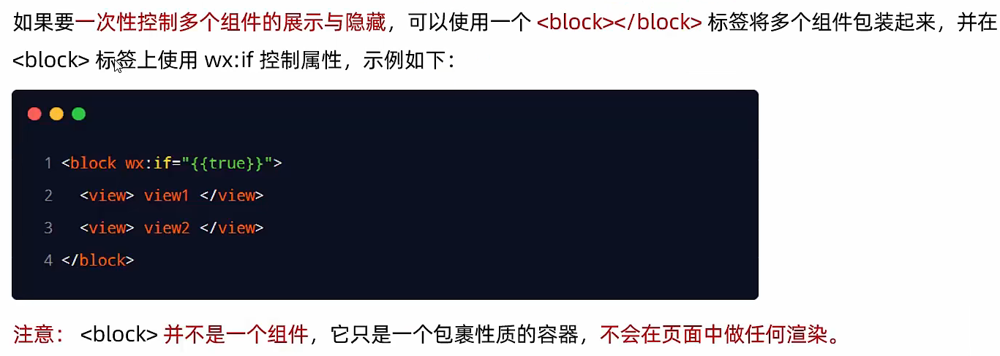 如果要一次性控制多个组件的展示与隐藏，可以使用一个 <block></block> 标签将多个组件包装起来，并在
<block> 标签上使用 wx:if 控制属性，示例如下：
1 <block wx:if="{{true}}">
2   <view> view1 </view>
3   <view> view2 </view>
4 </block>
注意： <block> 并不是一个组件，它只是一个包裹性质的容器，不会在页面中做任何渲染。